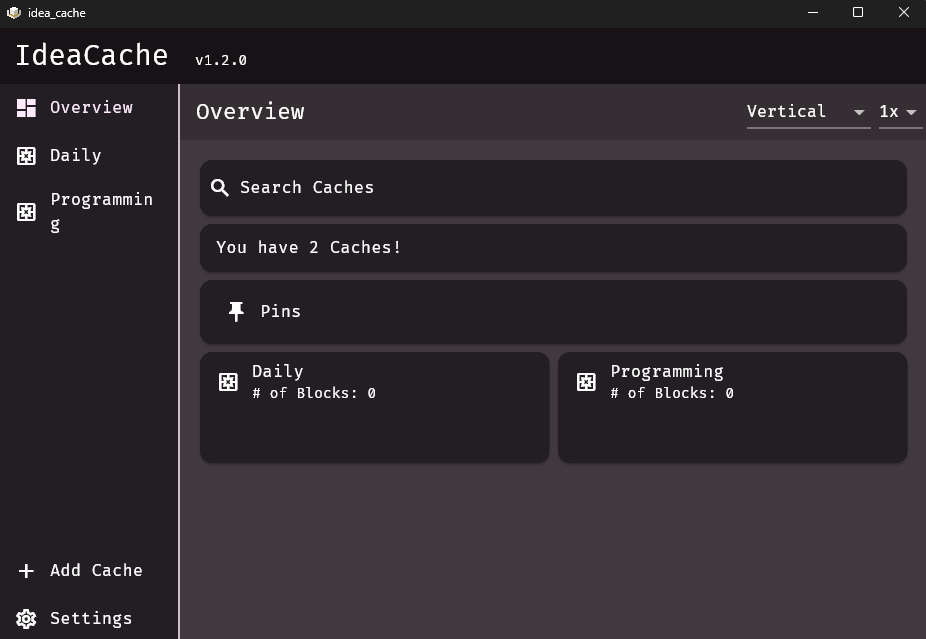 idea_cache
IdeaCache v1.2.0
Overview
Daily
Programmin
g
Add Cache
Settings
Overview
Vertical
1x
Search Caches
You have 2 Caches!
Pins
Daily
# of Blocks: 0
Programming
# of Blocks: 0